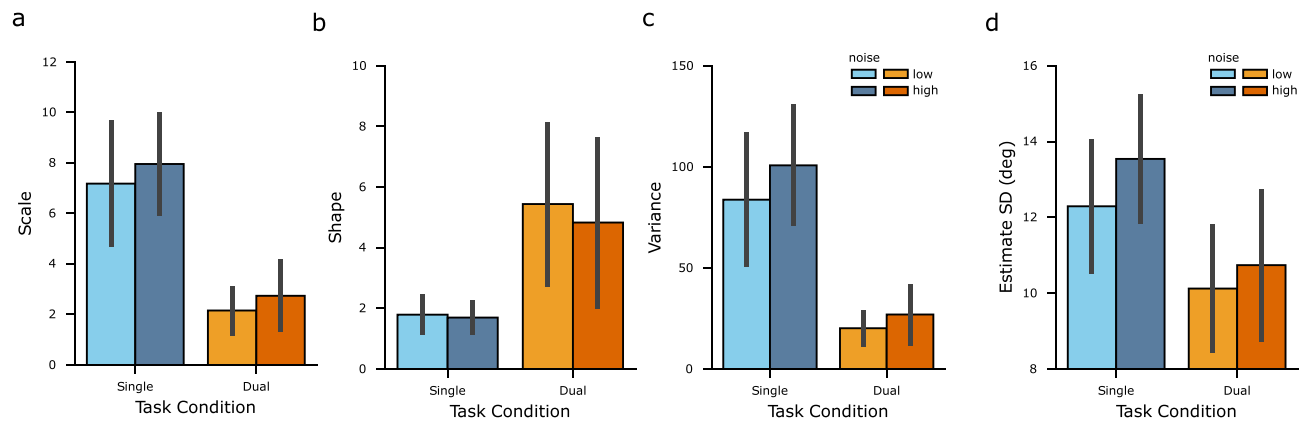 a
Scale
12
10
8
6
4
2
0
Single Dual
Task Condition
b
Shape
10
8
6
4
2
0
Single Dual
Task Condition
c
Variance
150
100
50
0
noise
low
high
Single Dual
Task Condition
d
Estimate SD (deg)
16
14
12
10
8
noise
low
high
Single Dual
Task Condition